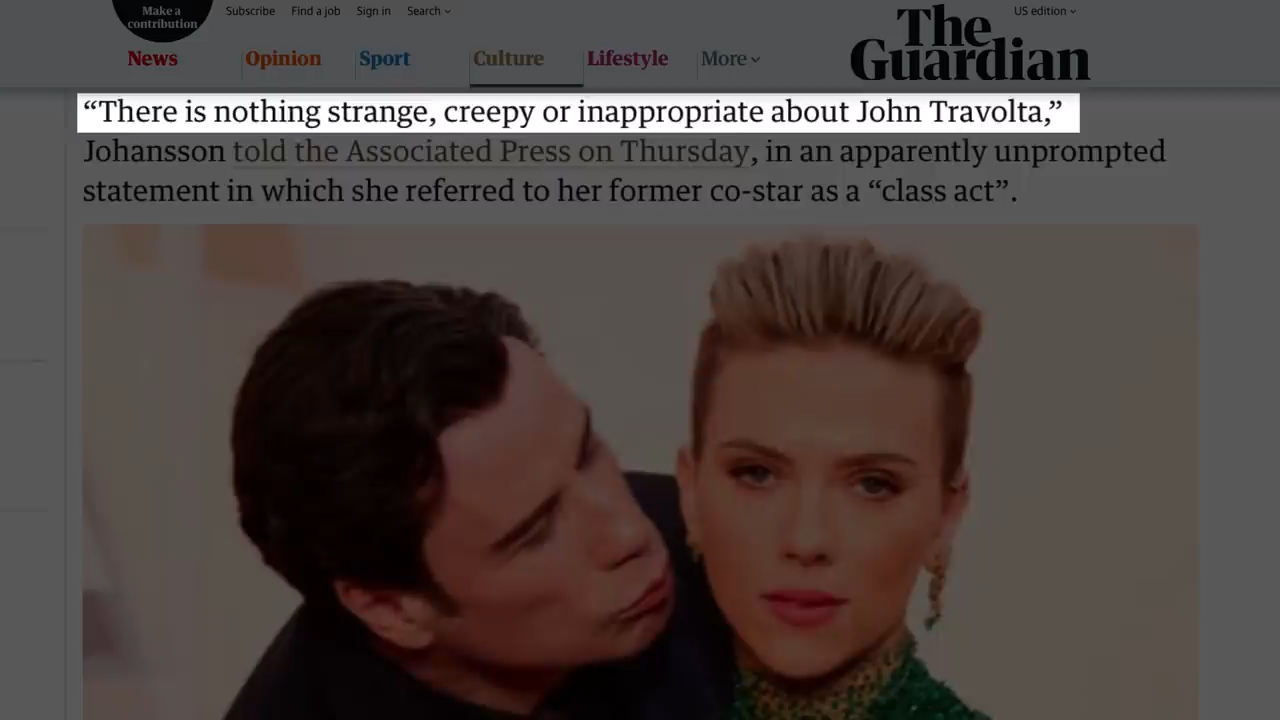 Make a
contribution
Subscribe
Find a job
Sign in
Search
US edition
The
Guardian
News
Opinion
Sport
Culture
Lifestyle
More
“There is nothing strange, creepy or inappropriate about John Travolta,”
Johansson told the Associated Press on Thursday, in an apparently unprompted
statement in which she referred to her former co-star as a “class act”.